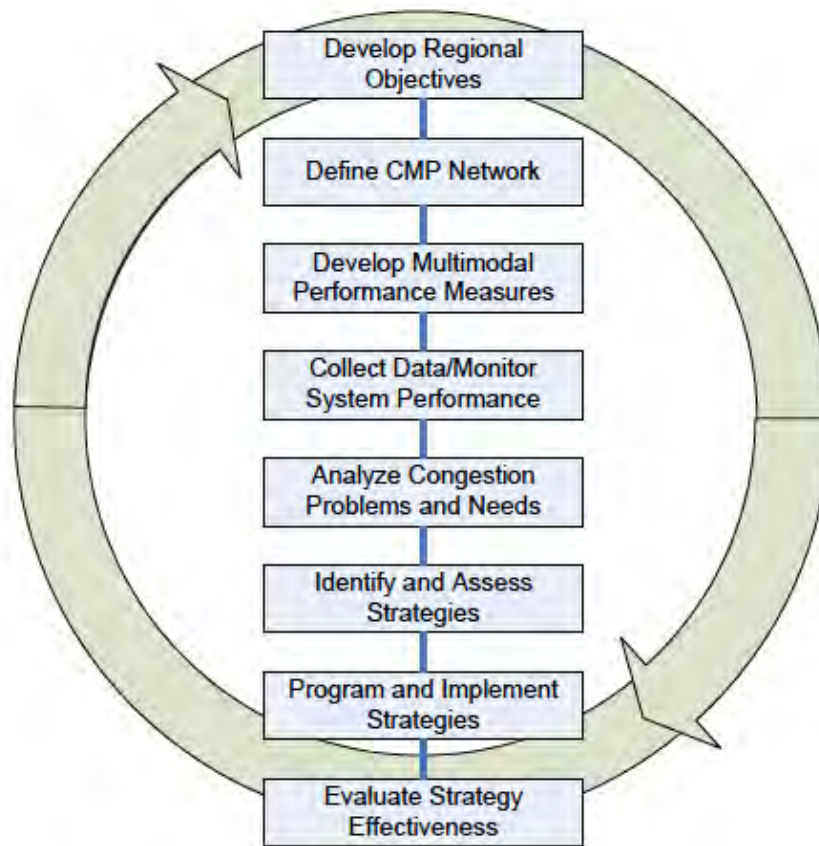 Develop Regional
Objectives
Define CMP Network
Develop Multimodal
Performance Measures
Collect Data/Monitor
System Performance
Analyze Congestion
Problems and Needs
Identify and Assess
Strategies
Program and Implement
Strategies
Evaluate Strategy
Effectiveness